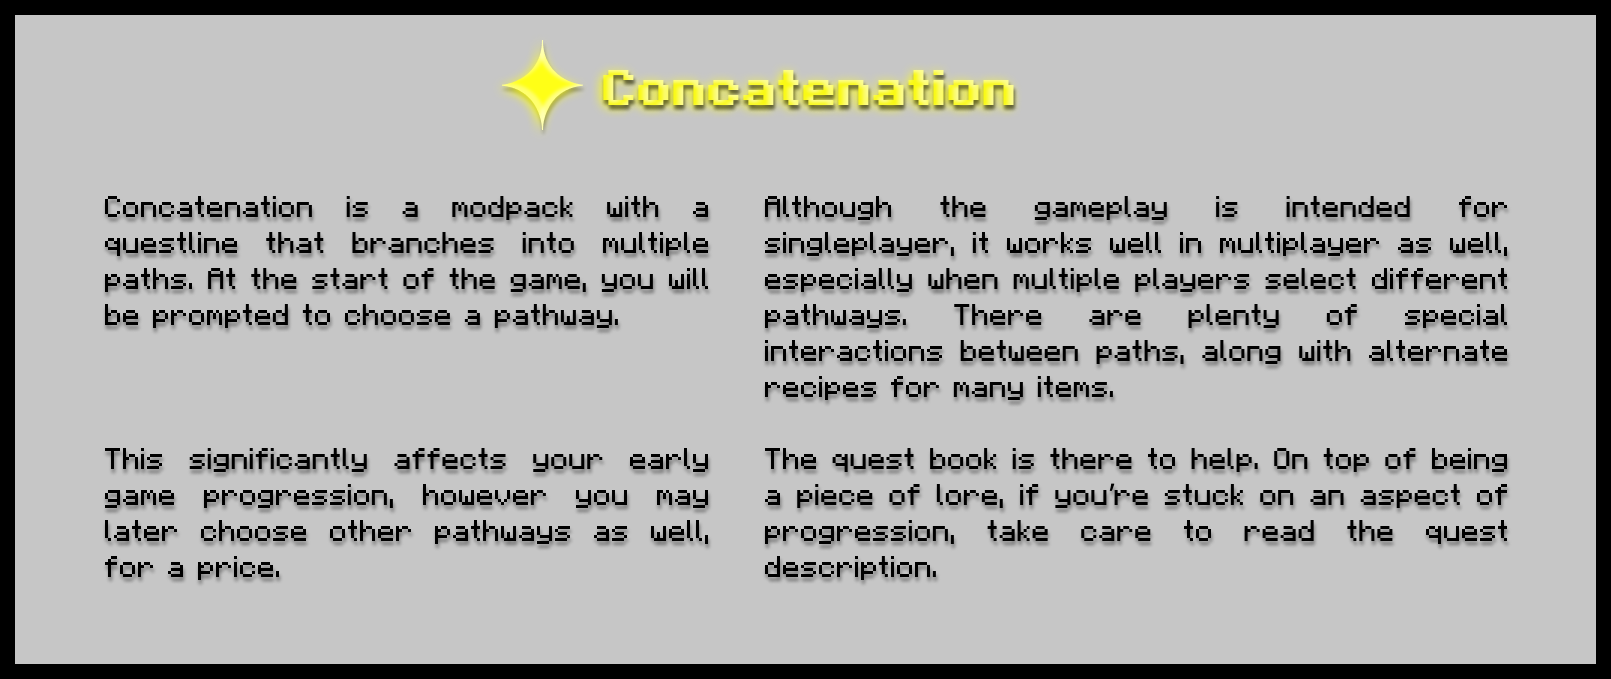 Concatenation
Concatenation is a modpack with a
questline that branches into multiple
paths. At the start of the game, you will
be prompted to choose a pathway.
This significantly affects your early
game progression, however you may
later choose other pathways as well,
for a price.
Although the gameplay is intended for
singleplayer, it works well in multiplayer as well,
especially when multiple players select different
pathways. There are plenty of special
interactions between paths, along with alternate
recipes for many items.
The quest book is there to help. On top of being
a piece of lore, if you're stuck on an aspect of
progression, take care to read the quest
description.